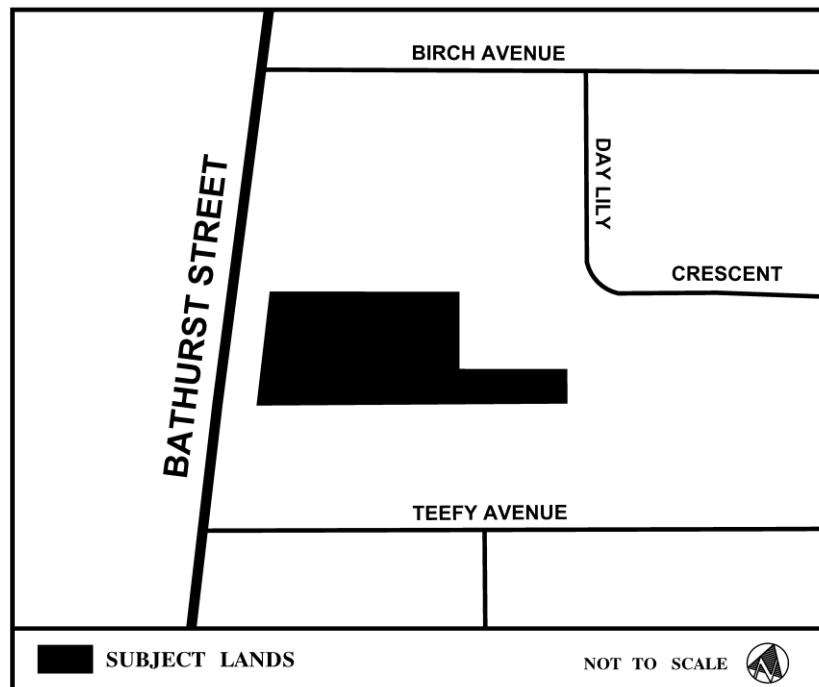 BIRCH AVENUE
DAY LILY
CRESCENT
BATHURST STREET
TEEFY AVENUE
SUBJECT LANDS
NOT TO SCALE